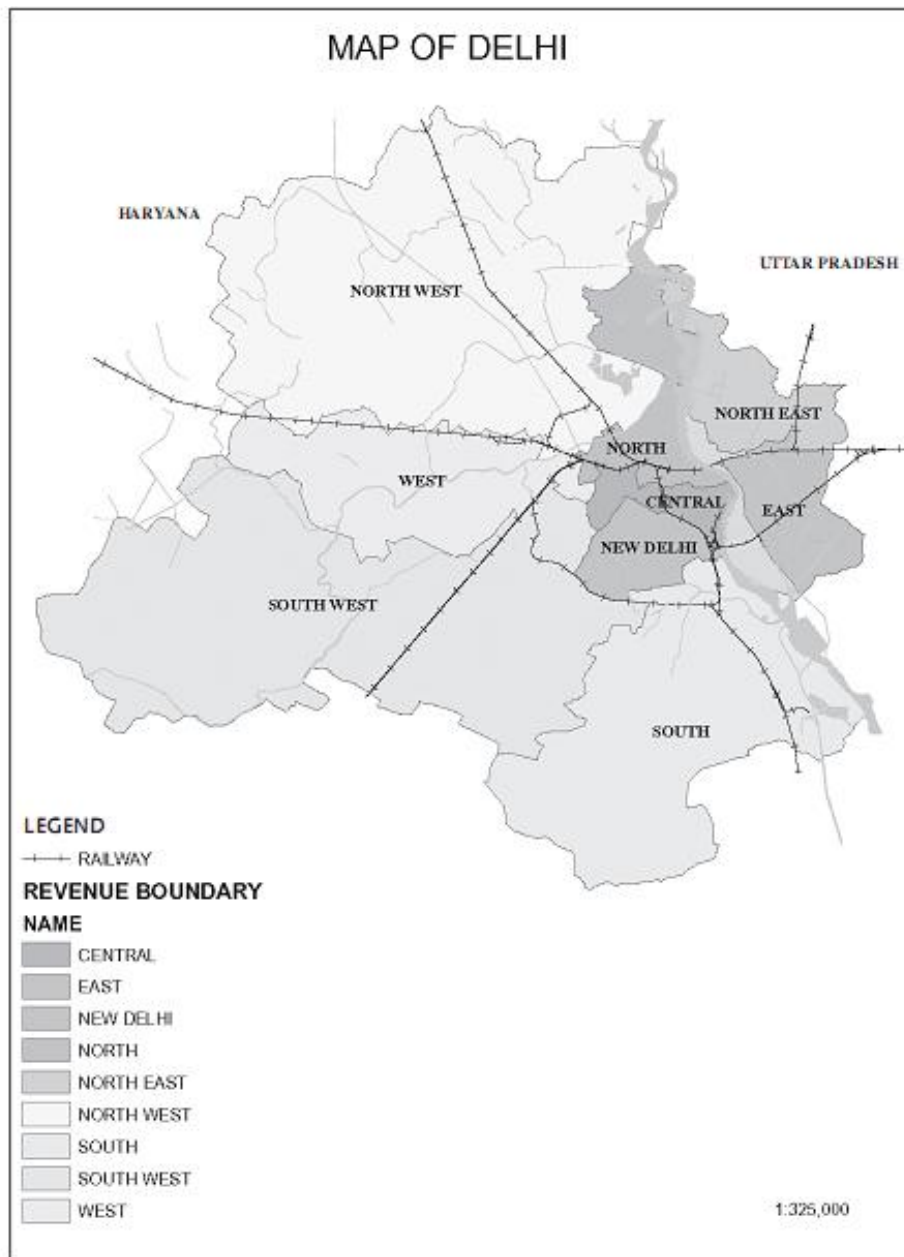 MAP OF DELHI
HARYANA
UTTAR PRADESH
NORTH WEST
NORTH EAST
NORTH
WEST
CENTRAL
EAST
NEW DELHI
SOUTH WEST
SOUTH
LEGEND
RAILWAY
REVENUE BOUNDARY
NAME
CENTRAL
EAST
NEW DELHI
NORTH
NORTH EAST
NORTH WEST
SOUTH
SOUTH WEST
WEST
1:325,000